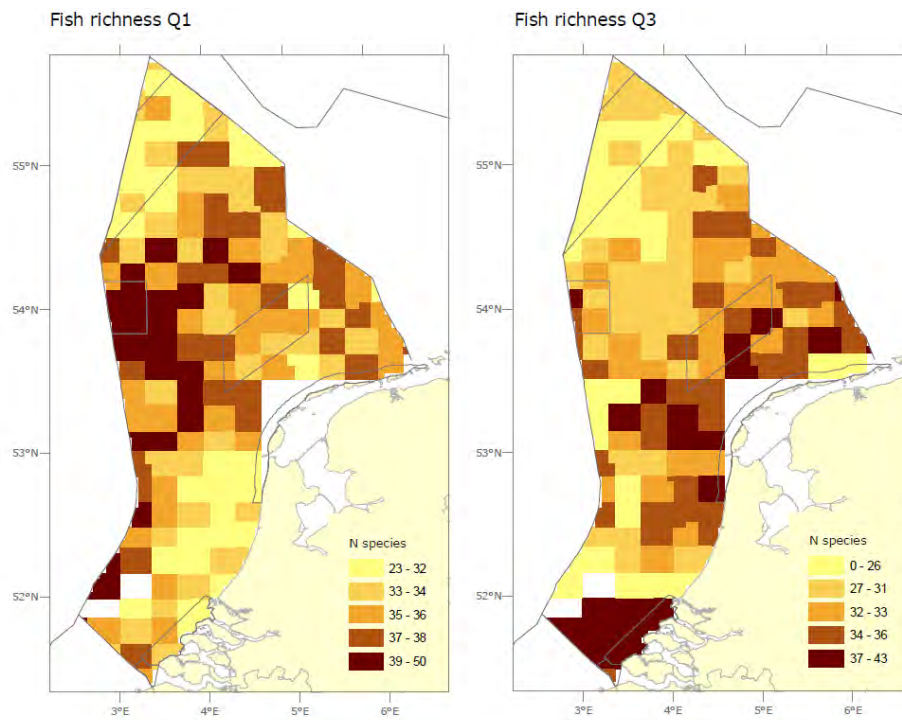 Fish richness Q1
Fish richness Q3
55°N
54°N
53°N
52°N
3°E
4°E
5°E
6°E
N species
23 - 32
33 - 34
35 - 36
37 - 38
39 - 50
55°N
54°N
53°N
52°N
3°E
4°E
5°E
6°E
N species
0 - 26
27 - 31
32 - 33
34 - 36
37 - 43